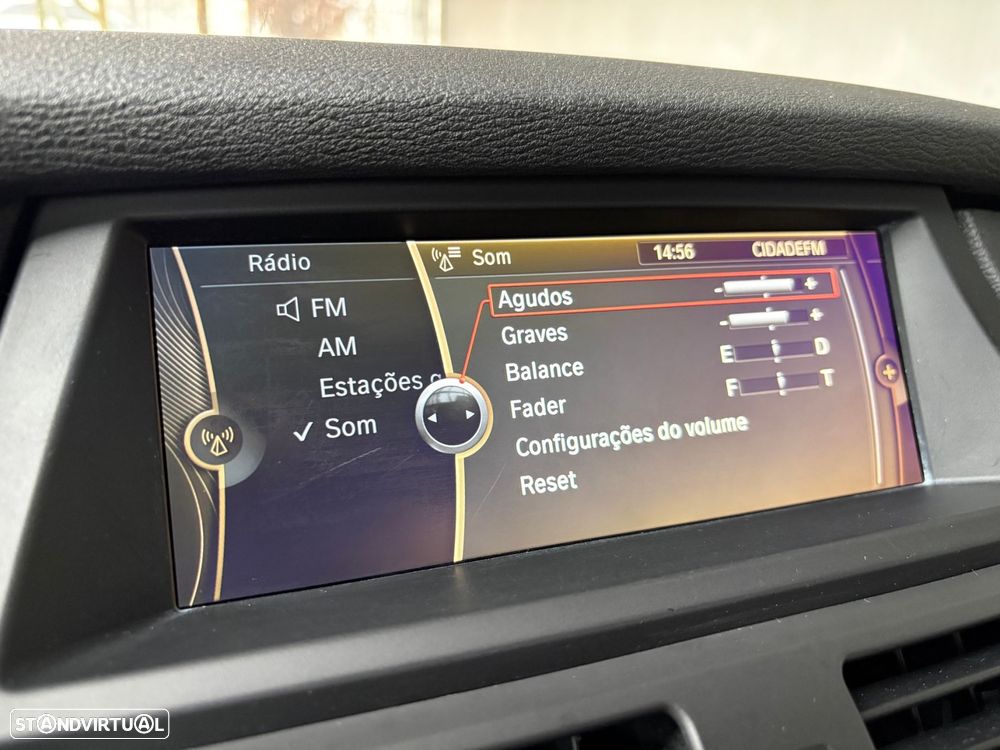 Rádio
FM
AM
Estações g
Som
Som
14:56
CIDADEFM
Agudos
- +
Graves
- +
Balance
E D
Fader
F T
Configurações do volume
Reset
+
STANDVIRTUAL